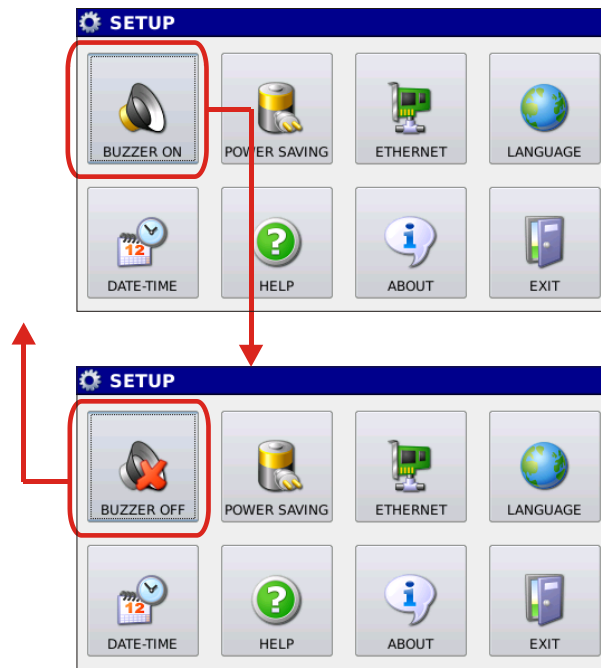 SETUP
BUZZER ON POWER SAVING ETHERNET LANGUAGE
12
DATE-TIME HELP ABOUT EXIT
SETUP
BUZZER OFF POWER SAVING ETHERNET LANGUAGE
12
DATE-TIME HELP ABOUT EXIT